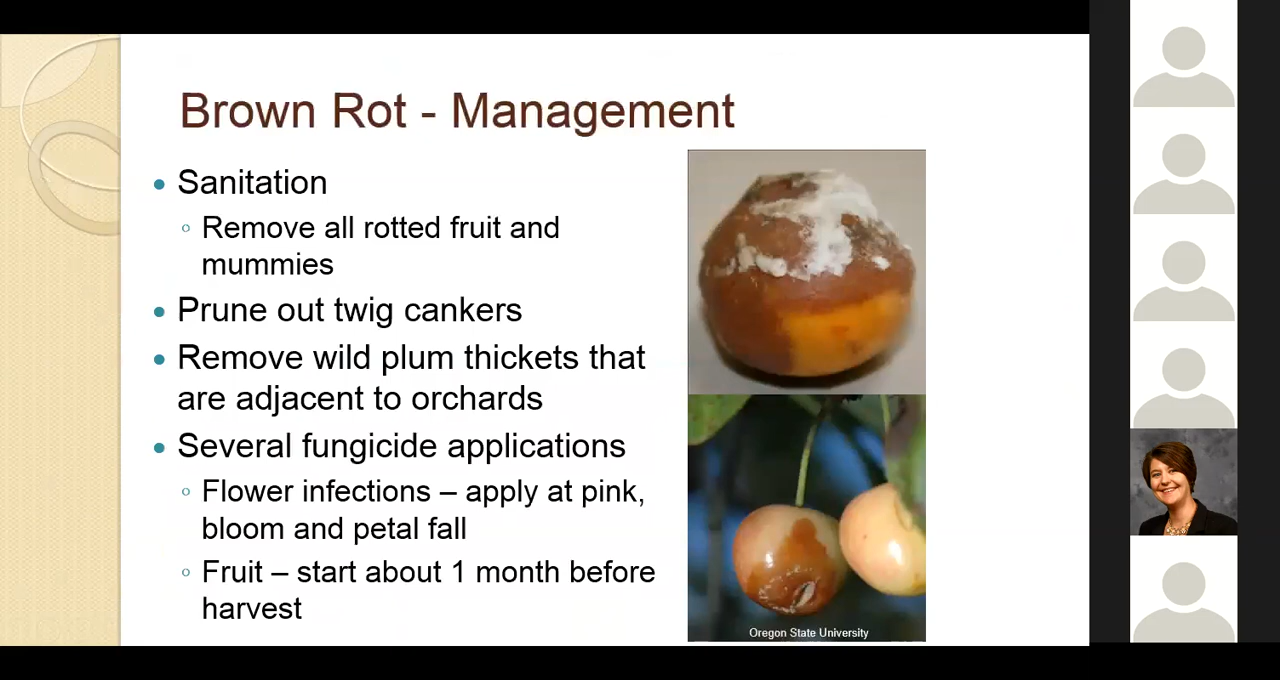 Brown Rot - Management
• Sanitation
◦ Remove all rotted fruit and
mummies
• Prune out twig cankers
• Remove wild plum thickets that
are adjacent to orchards
• Several fungicide applications
◦ Flower infections – apply at pink,
bloom and petal fall
◦ Fruit – start about 1 month before
harvest
Oregon State University